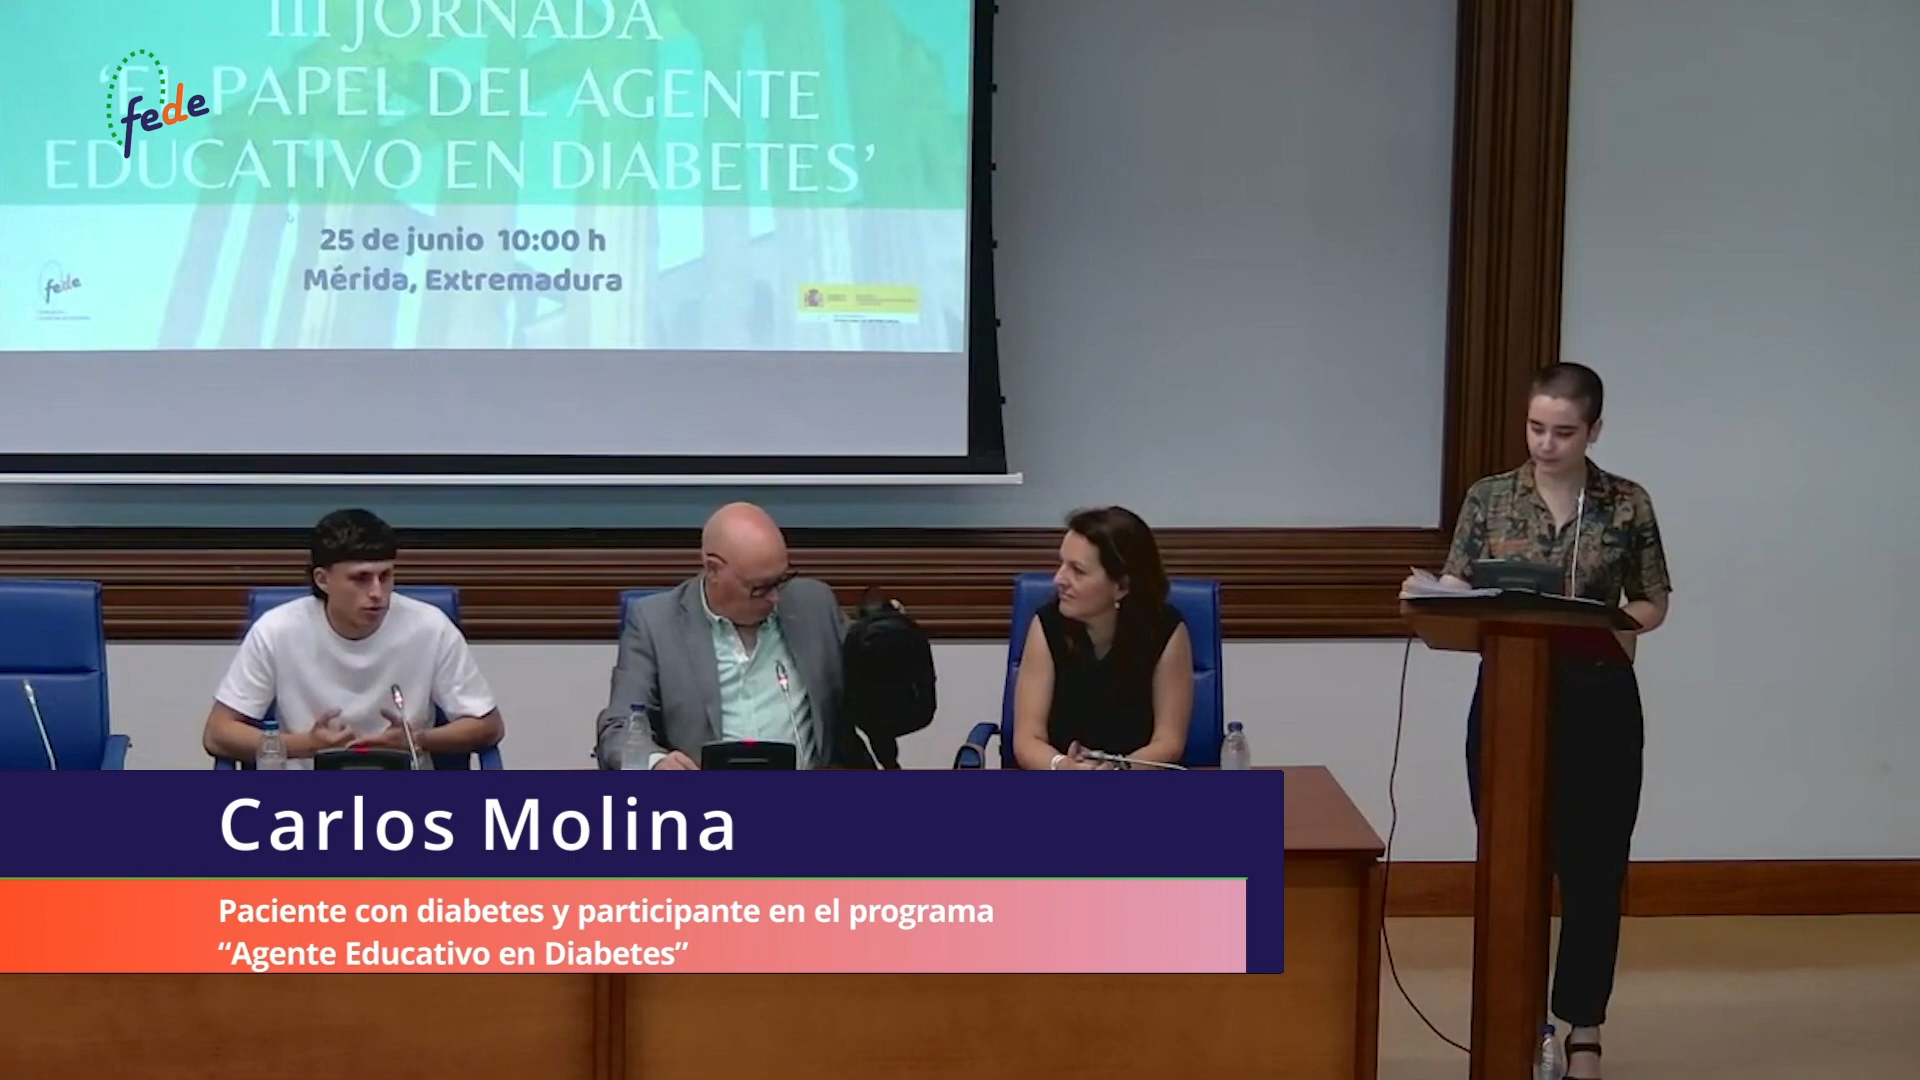 III JORNADA
‘EL PAPEL DEL AGENTE
EDUCATIVO EN DIABETES’
25 de junio 10:00 h
Mérida, Extremadura
fede
fede
Carlos Molina
Paciente con diabetes y participante en el programa
“Agente Educativo en Diabetes”